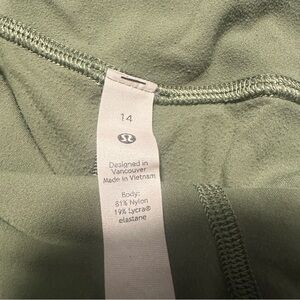 14
Designed in
Vancouver
Made in Vietnam
Body:
81% Nylon
19% Lycra®
elastane